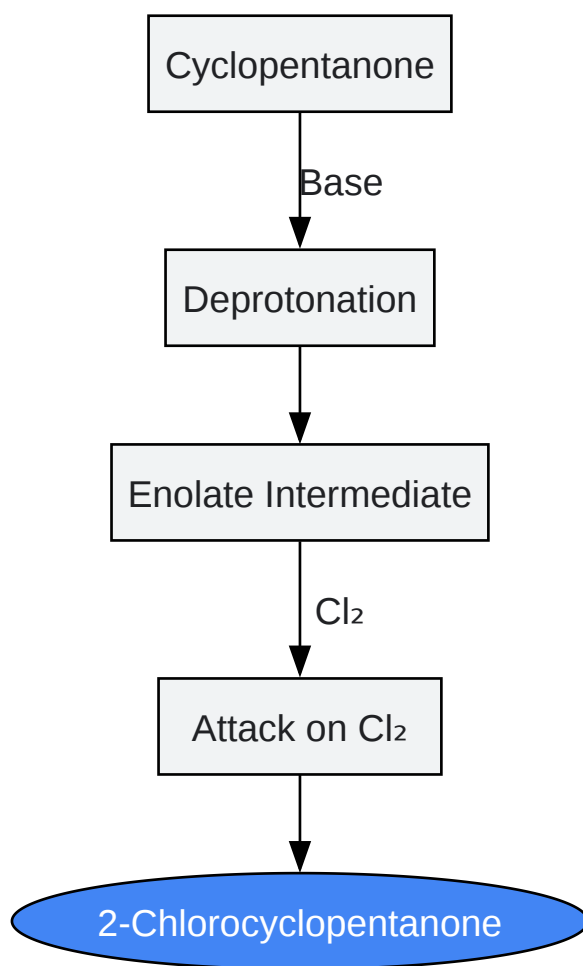 Cyclopentanone
Base
Deprotonation
Enolate Intermediate
Cl₂
Attack on Cl₂
2-Chlorocyclopentanone